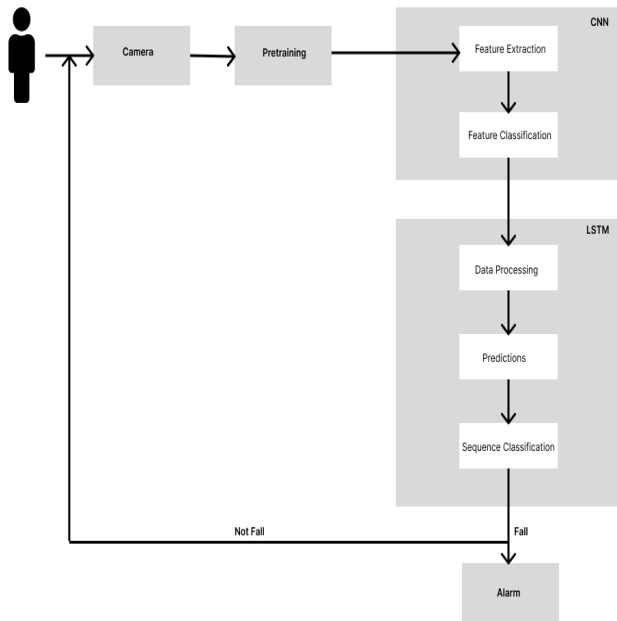 CNN
Camera
Pretraining
Feature Extraction
Feature Classification
LSTM
Data Processing
Predictions
Sequence Classification
Not Fall
Fall
Alarm